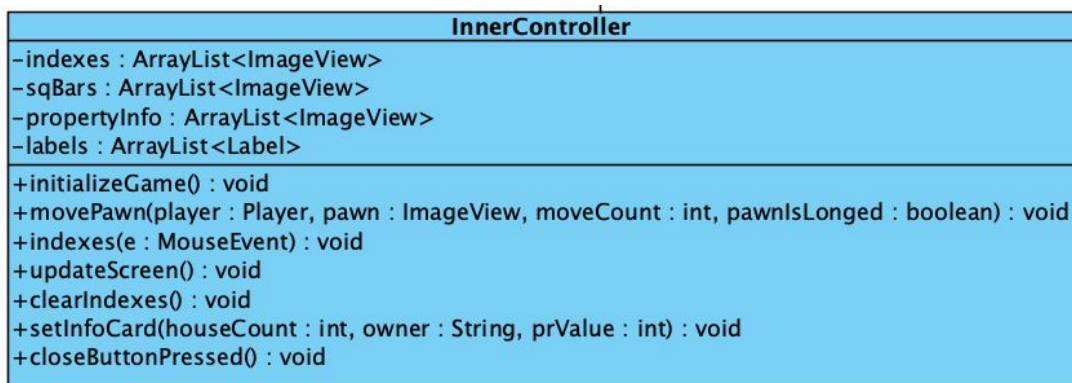 InnerController
-indexes : ArrayList<ImageView>
-sqBars : ArrayList<ImageView>
-propertyInfo : ArrayList<ImageView>
-labels : ArrayList<Label>
+initializeGame() : void
+movePawn(player : Player, pawn : ImageView, moveCount : int, pawnIsLonged : boolean) : void
+indexes(e : MouseEvent) : void
+updateScreen() : void
+clearIndexes() : void
+setInfoCard(houseCount : int, owner : String, prValue : int) : void
+closeButtonPressed() : void